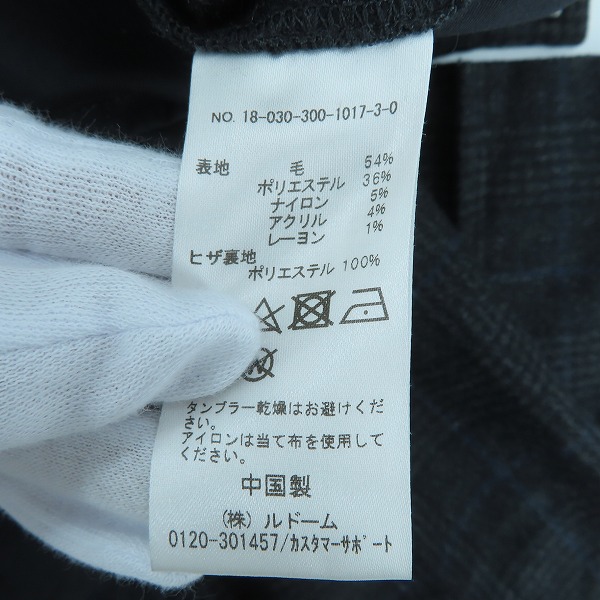 NO. 18-030-300-1017-3-0
表地 毛 54%
ポリエステル 36%
ナイロン 5%
アクリル 4%
レーヨン 1%
ヒザ裏地
ポリエステル 100%
タンブラー乾燥はお避けくだ
さい。
アイロンは当て布を使用して
ください。
中国製
(株) ルドーム
0120-301457/カスタマーサポート